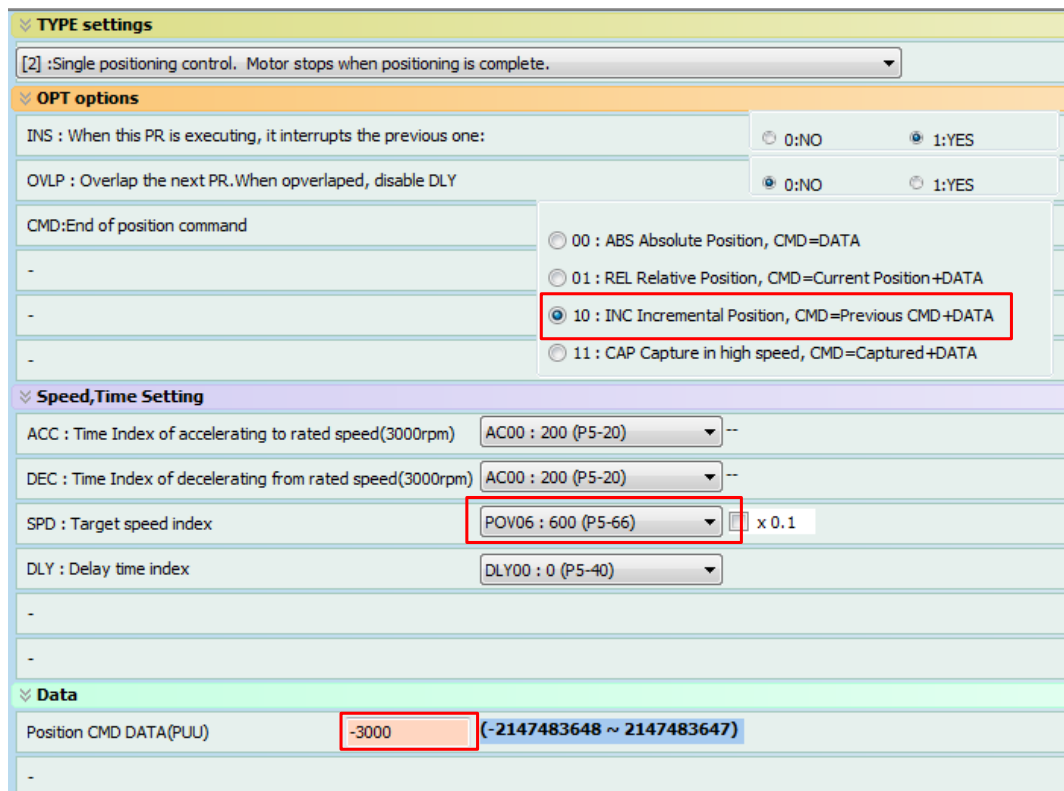 TYPE settings
[2] :Single positioning control.  Motor stops when positioning is complete.
OPT options
INS : When this PR is executing, it interrupts the previous one: 0:NO 1:YES
OVLP : Overlap the next PR.When opverlaped, disable DLY 0:NO 1:YES
CMD:End of position command
00 : ABS Absolute Position, CMD=DATA
-
01 : REL Relative Position, CMD=Current Position+DATA
-
10 : INC Incremental Position, CMD=Previous CMD+DATA
-
11 : CAP Capture in high speed, CMD=Captured+DATA
Speed,Time Setting
ACC : Time Index of accelerating to rated speed(3000rpm) AC00 : 200 (P5-20) --
DEC : Time Index of decelerating from rated speed(3000rpm) AC00 : 200 (P5-20) --
SPD : Target speed index POV06 : 600 (P5-66) x 0.1
DLY : Delay time index DLY00 : 0 (P5-40)
-
-
Data
Position CMD DATA(PUU) -3000 (-2147483648 ~ 2147483647)
-